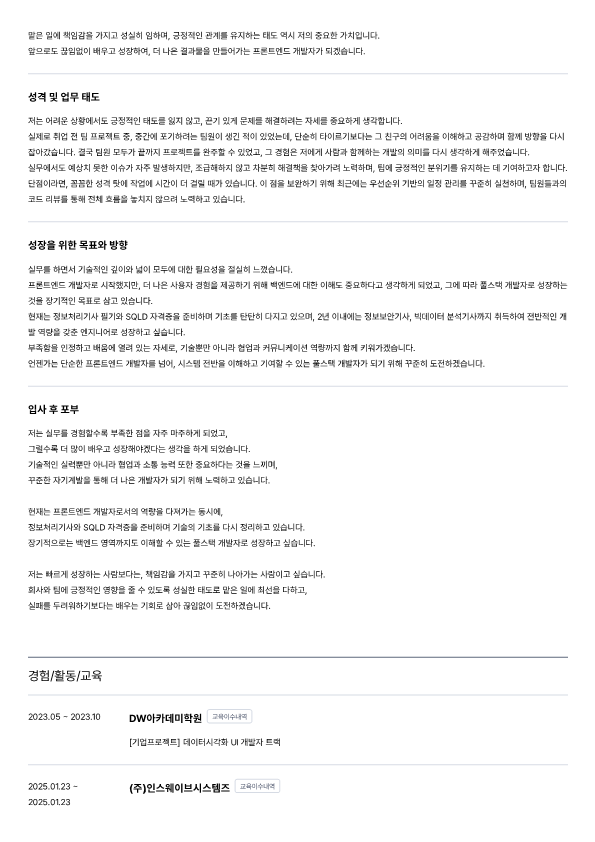 맡은 일에 책임감을 가지고 성실히 임하며, 긍정적인 관계를 유지하는 태도 역시 저의 중요한 가치입니다.
앞으로도 끊임없이 배우고 성장하여, 더 나은 결과물을 만들어가는 프론트엔드 개발자가 되겠습니다.
성격 및 업무 태도
저는 어려운 상황에서도 긍정적인 태도를 잃지 않고, 끈기 있게 문제를 해결하려는 자세를 중요하게 생각합니다.
실제로 취업 전 팀 프로젝트 중, 중간에 포기하려는 팀원이 생긴 적이 있었는데, 단순히 타이르기보다는 그 친구의 어려움을 이해하고 공감하며 함께 방향을 다시
잡아갔습니다. 결국 팀원 모두가 끝까지 프로젝트를 완주할 수 있었고, 그 경험은 저에게 사람과 함께하는 개발의 의미를 다시 생각하게 해주었습니다.
실무에서도 예상치 못한 이슈가 자주 발생하지만, 조급해하지 않고 차분히 해결책을 찾아가려 노력하며, 팀에 긍정적인 분위기를 유지하는 데 기여하고자 합니다.
단점이라면, 꼼꼼한 성격 탓에 작업에 시간이 더 걸릴 때가 있습니다. 이 점을 보완하기 위해 최근에는 우선순위 기반의 일정 관리를 꾸준히 실천하며, 팀원들과의
코드 리뷰를 통해 전체 흐름을 놓치지 않으려 노력하고 있습니다.
성장을 위한 목표와 방향
실무를 하면서 기술적인 깊이와 넓이 모두에 대한 필요성을 절실히 느꼈습니다.
프론트엔드 개발자로 시작했지만, 더 나은 사용자 경험을 제공하기 위해 백엔드에 대한 이해도 중요하다고 생각하게 되었고, 그에 따라 풀스택 개발자로 성장하는
것을 장기적인 목표로 삼고 있습니다.
현재는 정보처리기사 필기와 SQLD 자격증을 준비하며 기초를 탄탄히 다지고 있으며, 2년 이내에는 정보보안기사, 빅데이터 분석기사까지 취득하여 전반적인 개
발 역량을 갖춘 엔지니어로 성장하고 싶습니다.
부족함을 인정하고 배움에 열려 있는 자세로, 기술뿐만 아니라 협업과 커뮤니케이션 역량까지 함께 키워가겠습니다.
언젠가는 단순한 프론트엔드 개발자를 넘어, 시스템 전반을 이해하고 기여할 수 있는 풀스택 개발자가 되기 위해 꾸준히 도전하겠습니다.
입사 후 포부
저는 실무를 경험할수록 부족한 점을 자주 마주하게 되었고,
그럴수록 더 많이 배우고 성장해야겠다는 생각을 하게 되었습니다.
기술적인 실력뿐만 아니라 협업과 소통 능력 또한 중요하다는 것을 느끼며,
꾸준한 자기계발을 통해 더 나은 개발자가 되기 위해 노력하고 있습니다.
현재는 프론트엔드 개발자로서의 역량을 다져가는 동시에,
정보처리기사와 SQLD 자격증을 준비하며 기술의 기초를 다시 정리하고 있습니다.
장기적으로는 백엔드 영역까지도 이해할 수 있는 풀스택 개발자로 성장하고 싶습니다.
저는 빠르게 성장하는 사람보다는, 책임감을 가지고 꾸준히 나아가는 사람이고 싶습니다.
회사와 팀에 긍정적인 영향을 줄 수 있도록 성실한 태도로 맡은 일에 최선을 다하고,
실패를 두려워하기보다는 배우는 기회로 삼아 끊임없이 도전하겠습니다.
경험/활동/교육
2023.05 ~ 2023.10 DW아카데미학원 교육이수내역
[기업프로젝트] 데이터시각화 UI 개발자 트랙
2025.01.23 ~ (주)인스웨이브시스템즈 교육이수내역
2025.01.23